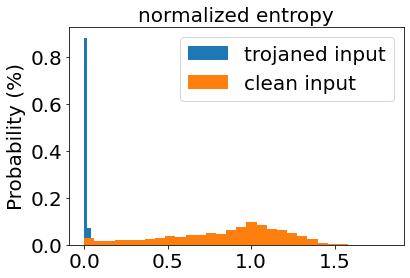 normalized entropy
Probability (%)
0.8
0.6
0.4
0.2
0.0
trojaned input
clean input
0.0 0.5 1.0 1.5